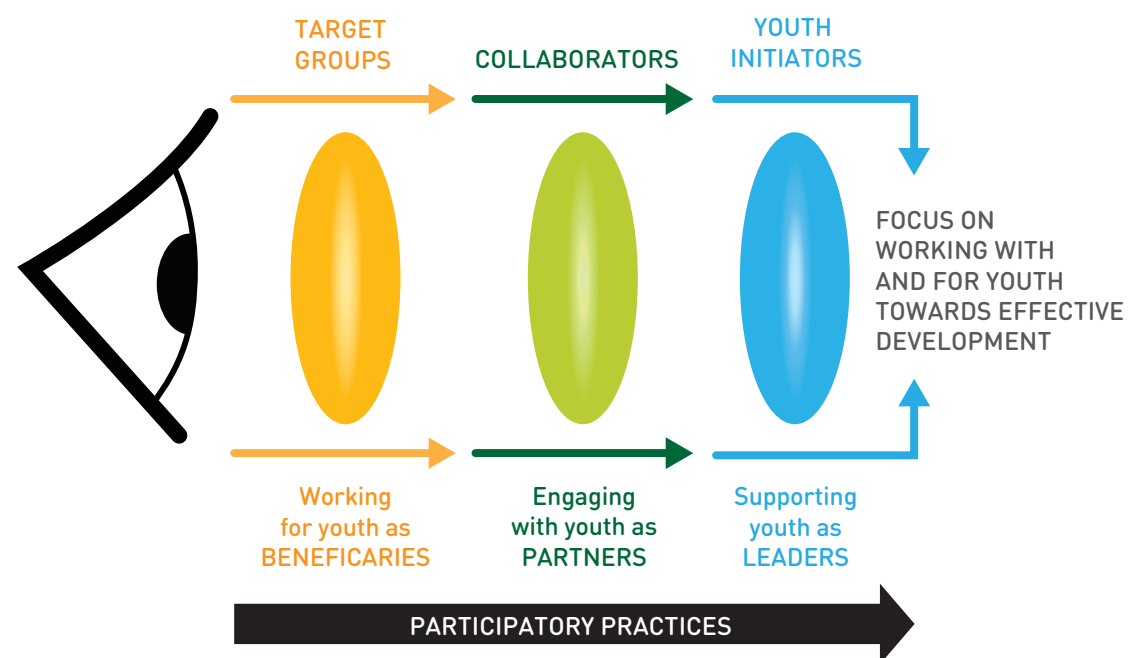 TARGET
GROUPS
COLLABORATORS
YOUTH
INITIATORS
FOCUS ON
WORKING WITH
AND FOR YOUTH
TOWARDS EFFECTIVE
DEVELOPMENT
Working
for youth as
BENEFICARIES
Engaging
with youth as
PARTNERS
Supporting
youth as
LEADERS
PARTICIPATORY PRACTICES